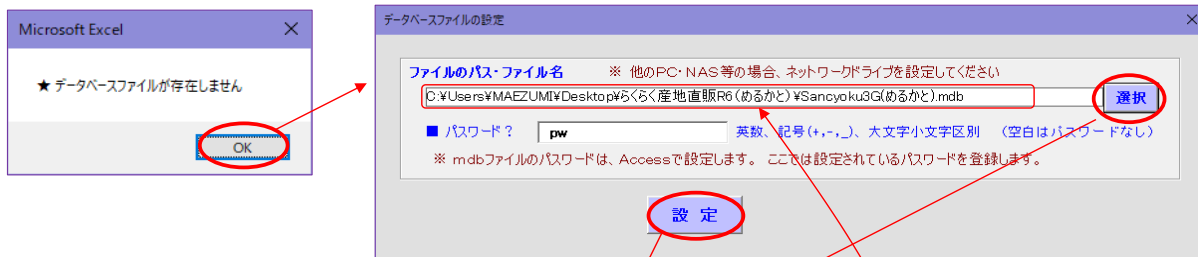 Microsoft Excel
★ データベースファイルが存在しません
OK
データベースファイルの設定
ファイルのパス・ファイル名 ※ 他のPC・NAS等の場合、ネットワークドライブを設定してください
C:¥Users¥MAEZUMI¥Desktop¥らくらく産地直販R6(めるかと)¥Sancyoku3G(めるかと).mdb
選択
■ パスワード? pw 英数、記号(+,-,_)、大文字小文字区別 (空白はパスワードなし)
※ mdbファイルのパスワードは、Accessで設定します。 ここでは設定されているパスワードを登録します。
設 定